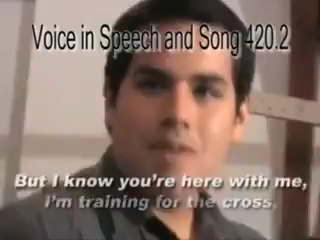 Voice in Speech and Song 420.2
But I know you're here with me,
I'm training for the cross,